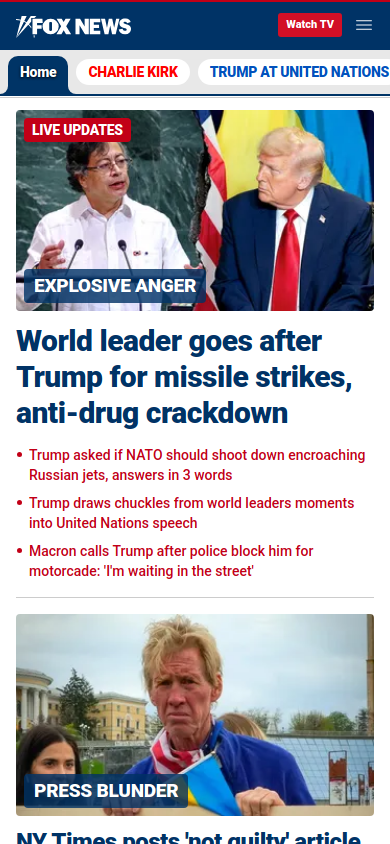 FOX NEWS
Watch TV
Home
CHARLIE KIRK
TRUMP AT UNITED NATIONS
LIVE UPDATES
EXPLOSIVE ANGER
World leader goes after
Trump for missile strikes,
anti-drug crackdown
• Trump asked if NATO should shoot down encroaching
Russian jets, answers in 3 words
• Trump draws chuckles from world leaders moments
into United Nations speech
• Macron calls Trump after police block him for
motorcade: 'I'm waiting in the street'
PRESS BLUNDER
NY Times posts 'not guilty' article